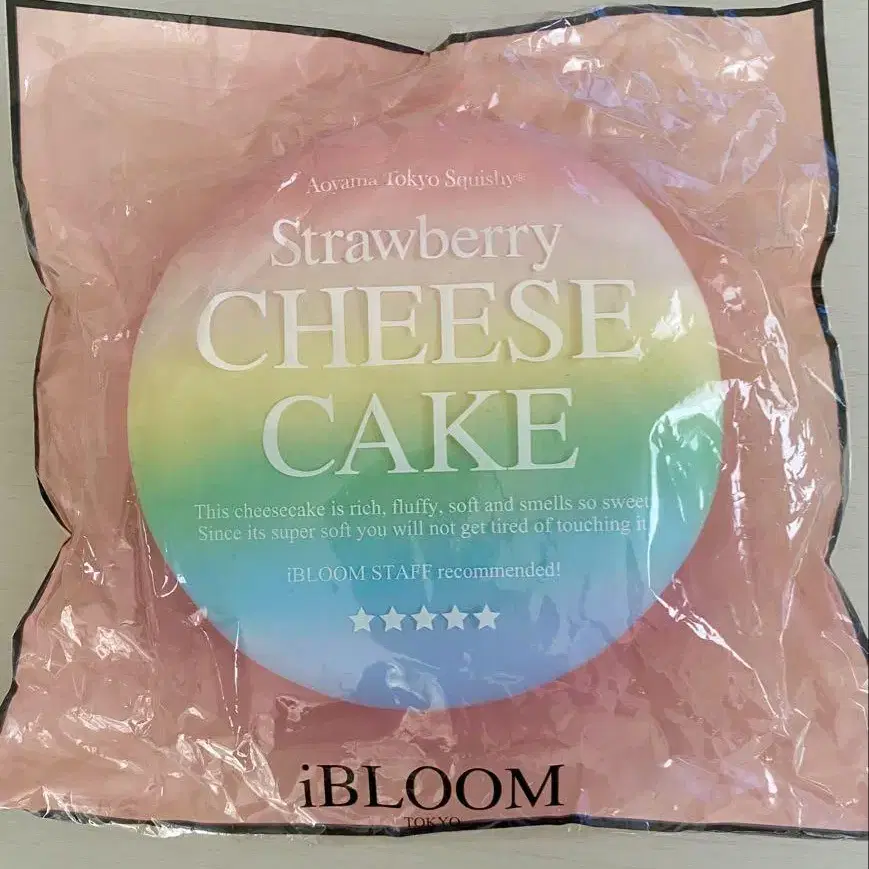 Aoyama Tokyo Squishy®
Strawberry
CHEESE
CAKE
This cheesecake is rich, fluffy, soft and smells so sweet
Since its super soft you will not get tired of touching it
iBLOOM STAFF recommended!
★★★★★
iBLOOM
TOKYO